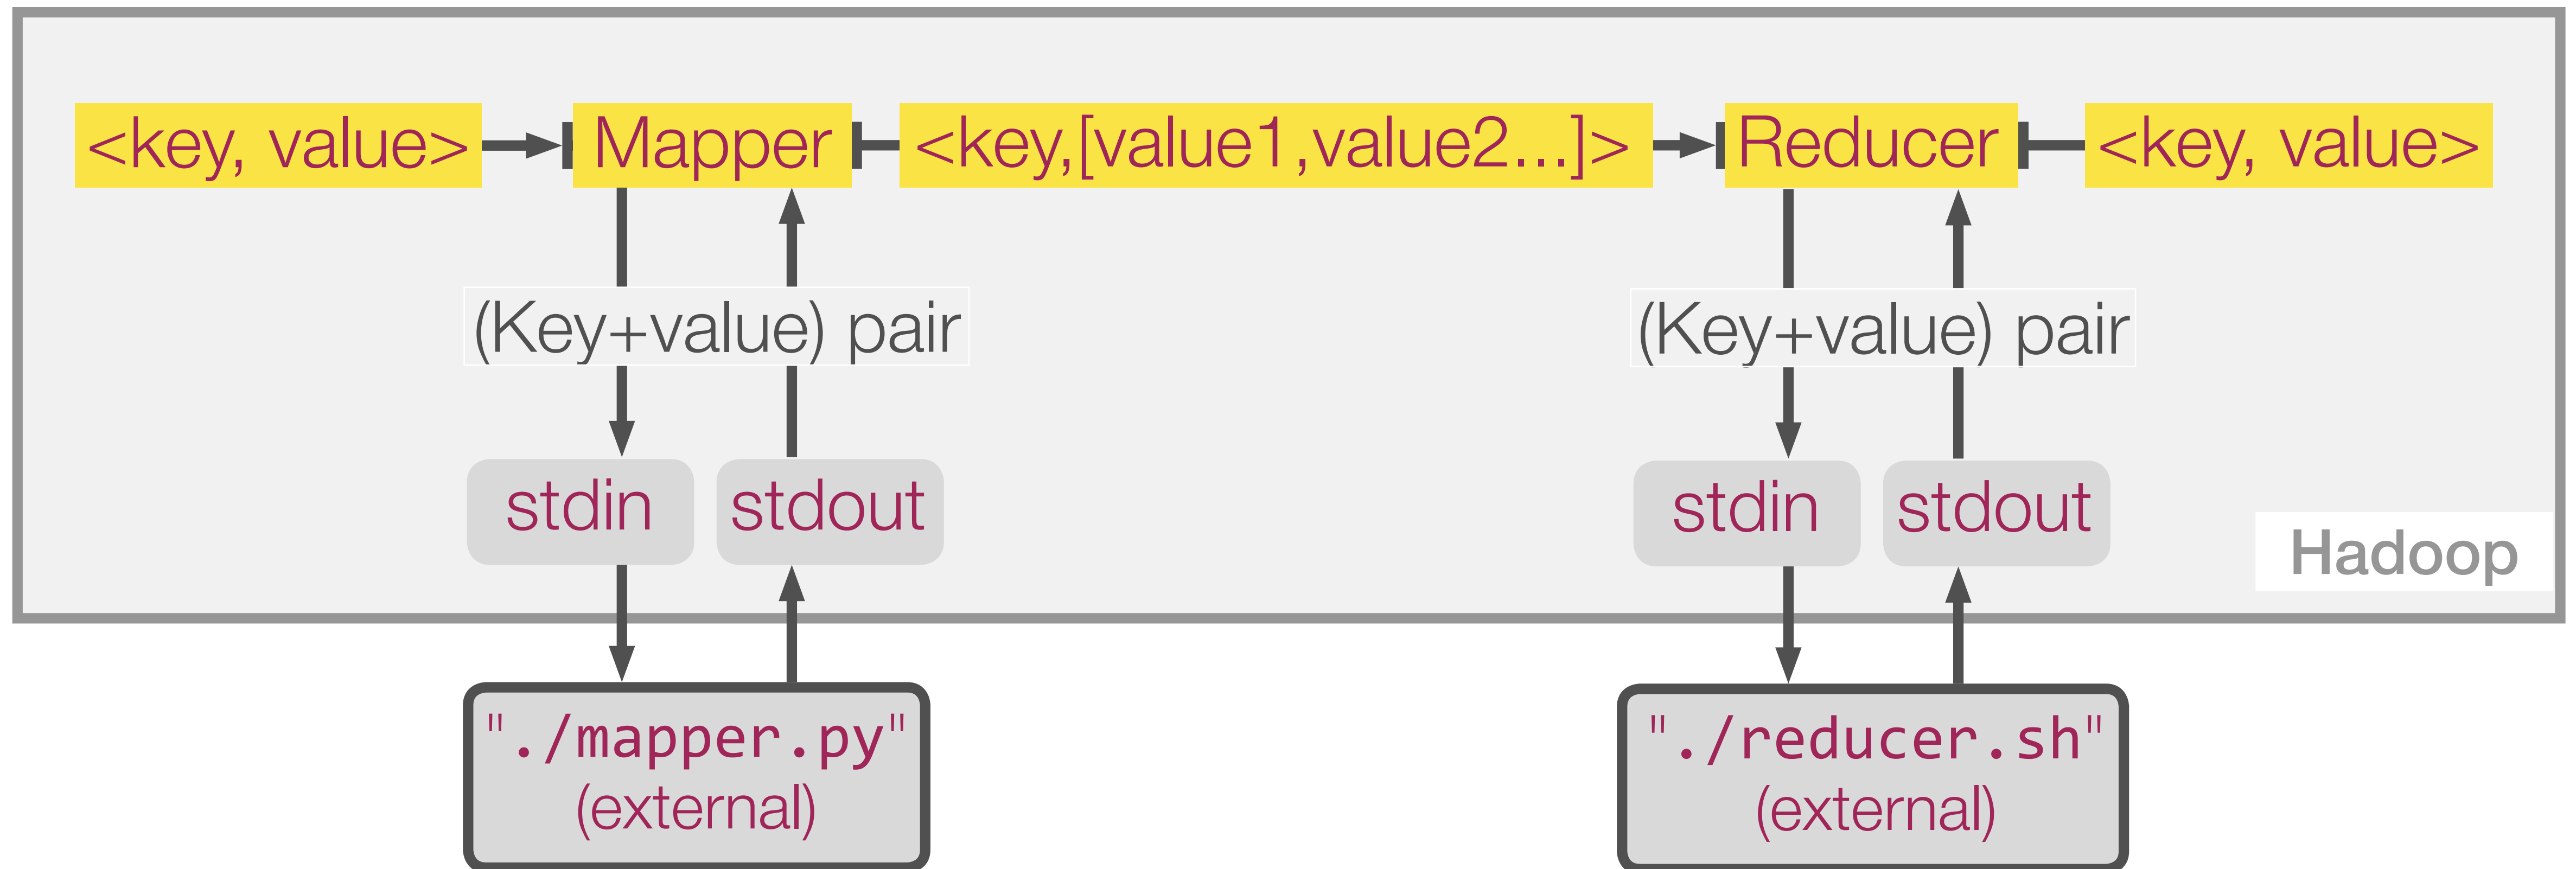 <key, value>
Mapper
<key,[value1,value2...]>
Reducer
<key, value>
(Key+value) pair
(Key+value) pair
stdin
stdout
stdin
stdout
Hadoop
"./mapper.py"
(external)
"./reducer.sh"
(external)